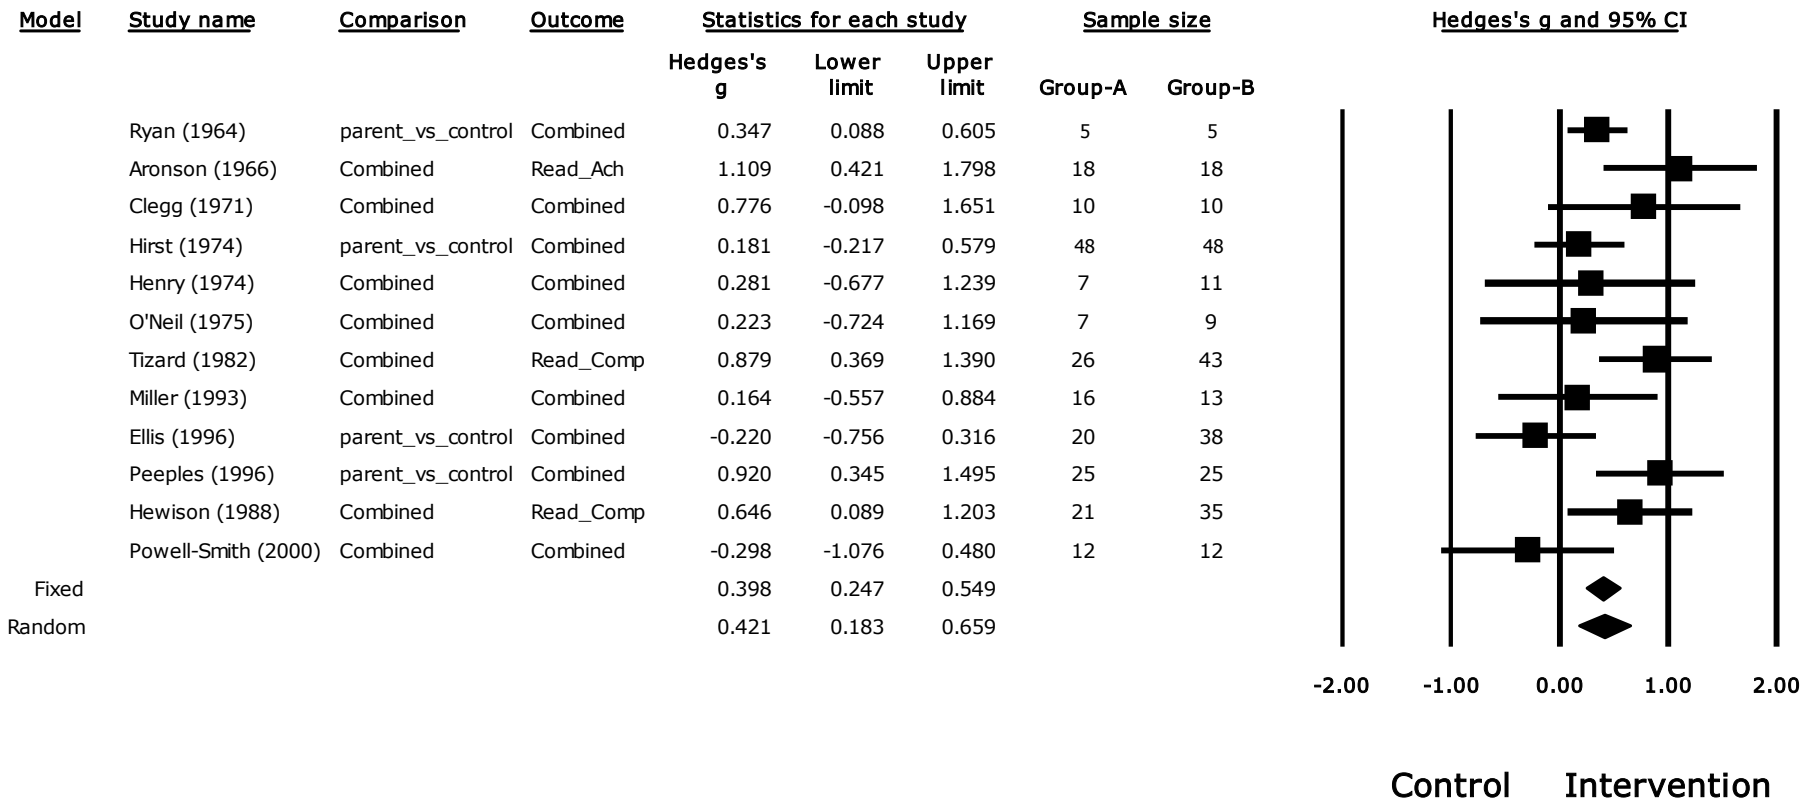 Model Study name Comparison Outcome Statistics for each study Sample size Hedges's g and 95% CI
Hedges's Lower Upper
g limit limit Group-A Group-B
Ryan (1964) parent_vs_control Combined 0.347 0.088 0.605 5 5
Aronson (1966) Combined Read_Ach 1.109 0.421 1.798 18 18
Clegg (1971) Combined Combined 0.776 -0.098 1.651 10 10
Hirst (1974) parent_vs_control Combined 0.181 -0.217 0.579 48 48
Henry (1974) Combined Combined 0.281 -0.677 1.239 7 11
O'Neil (1975) Combined Combined 0.223 -0.724 1.169 7 9
Tizard (1982) Combined Read_Comp 0.879 0.369 1.390 26 43
Miller (1993) Combined Combined 0.164 -0.557 0.884 16 13
Ellis (1996) parent_vs_control Combined -0.220 -0.756 0.316 20 38
Peeples (1996) parent_vs_control Combined 0.920 0.345 1.495 25 25
Hewison (1988) Combined Read_Comp 0.646 0.089 1.203 21 35
Powell-Smith (2000) Combined Combined -0.298 -1.076 0.480 12 12
Fixed 0.398 0.247 0.549
Random 0.421 0.183 0.659
-2.00 -1.00 0.00 1.00 2.00
Control Intervention